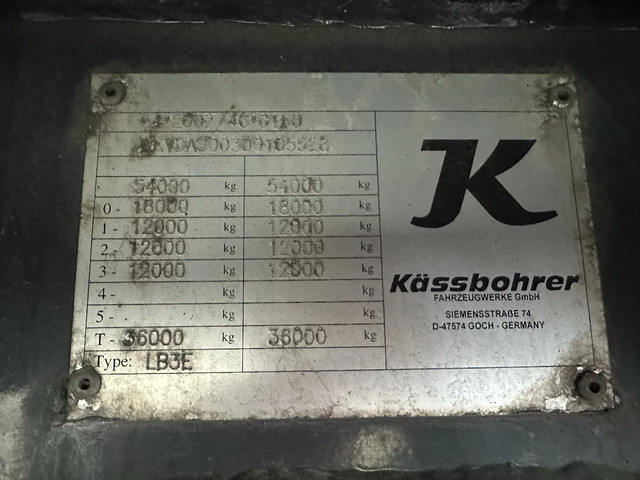 54000 kg 54000 kg
0- 18000 kg 18000 kg
1- 12000 kg 12000 kg
2- 12000 kg 12000 kg
3- 12000 kg 12000 kg
4- kg kg
5- kg kg
T- 36000 kg 36000 kg
Type: LB3E
K
Kässbohrer
FAHRZEUGWERKE GmbH
SIEMENSSTRAßE 74
D-47574 GOCH - GERMANY